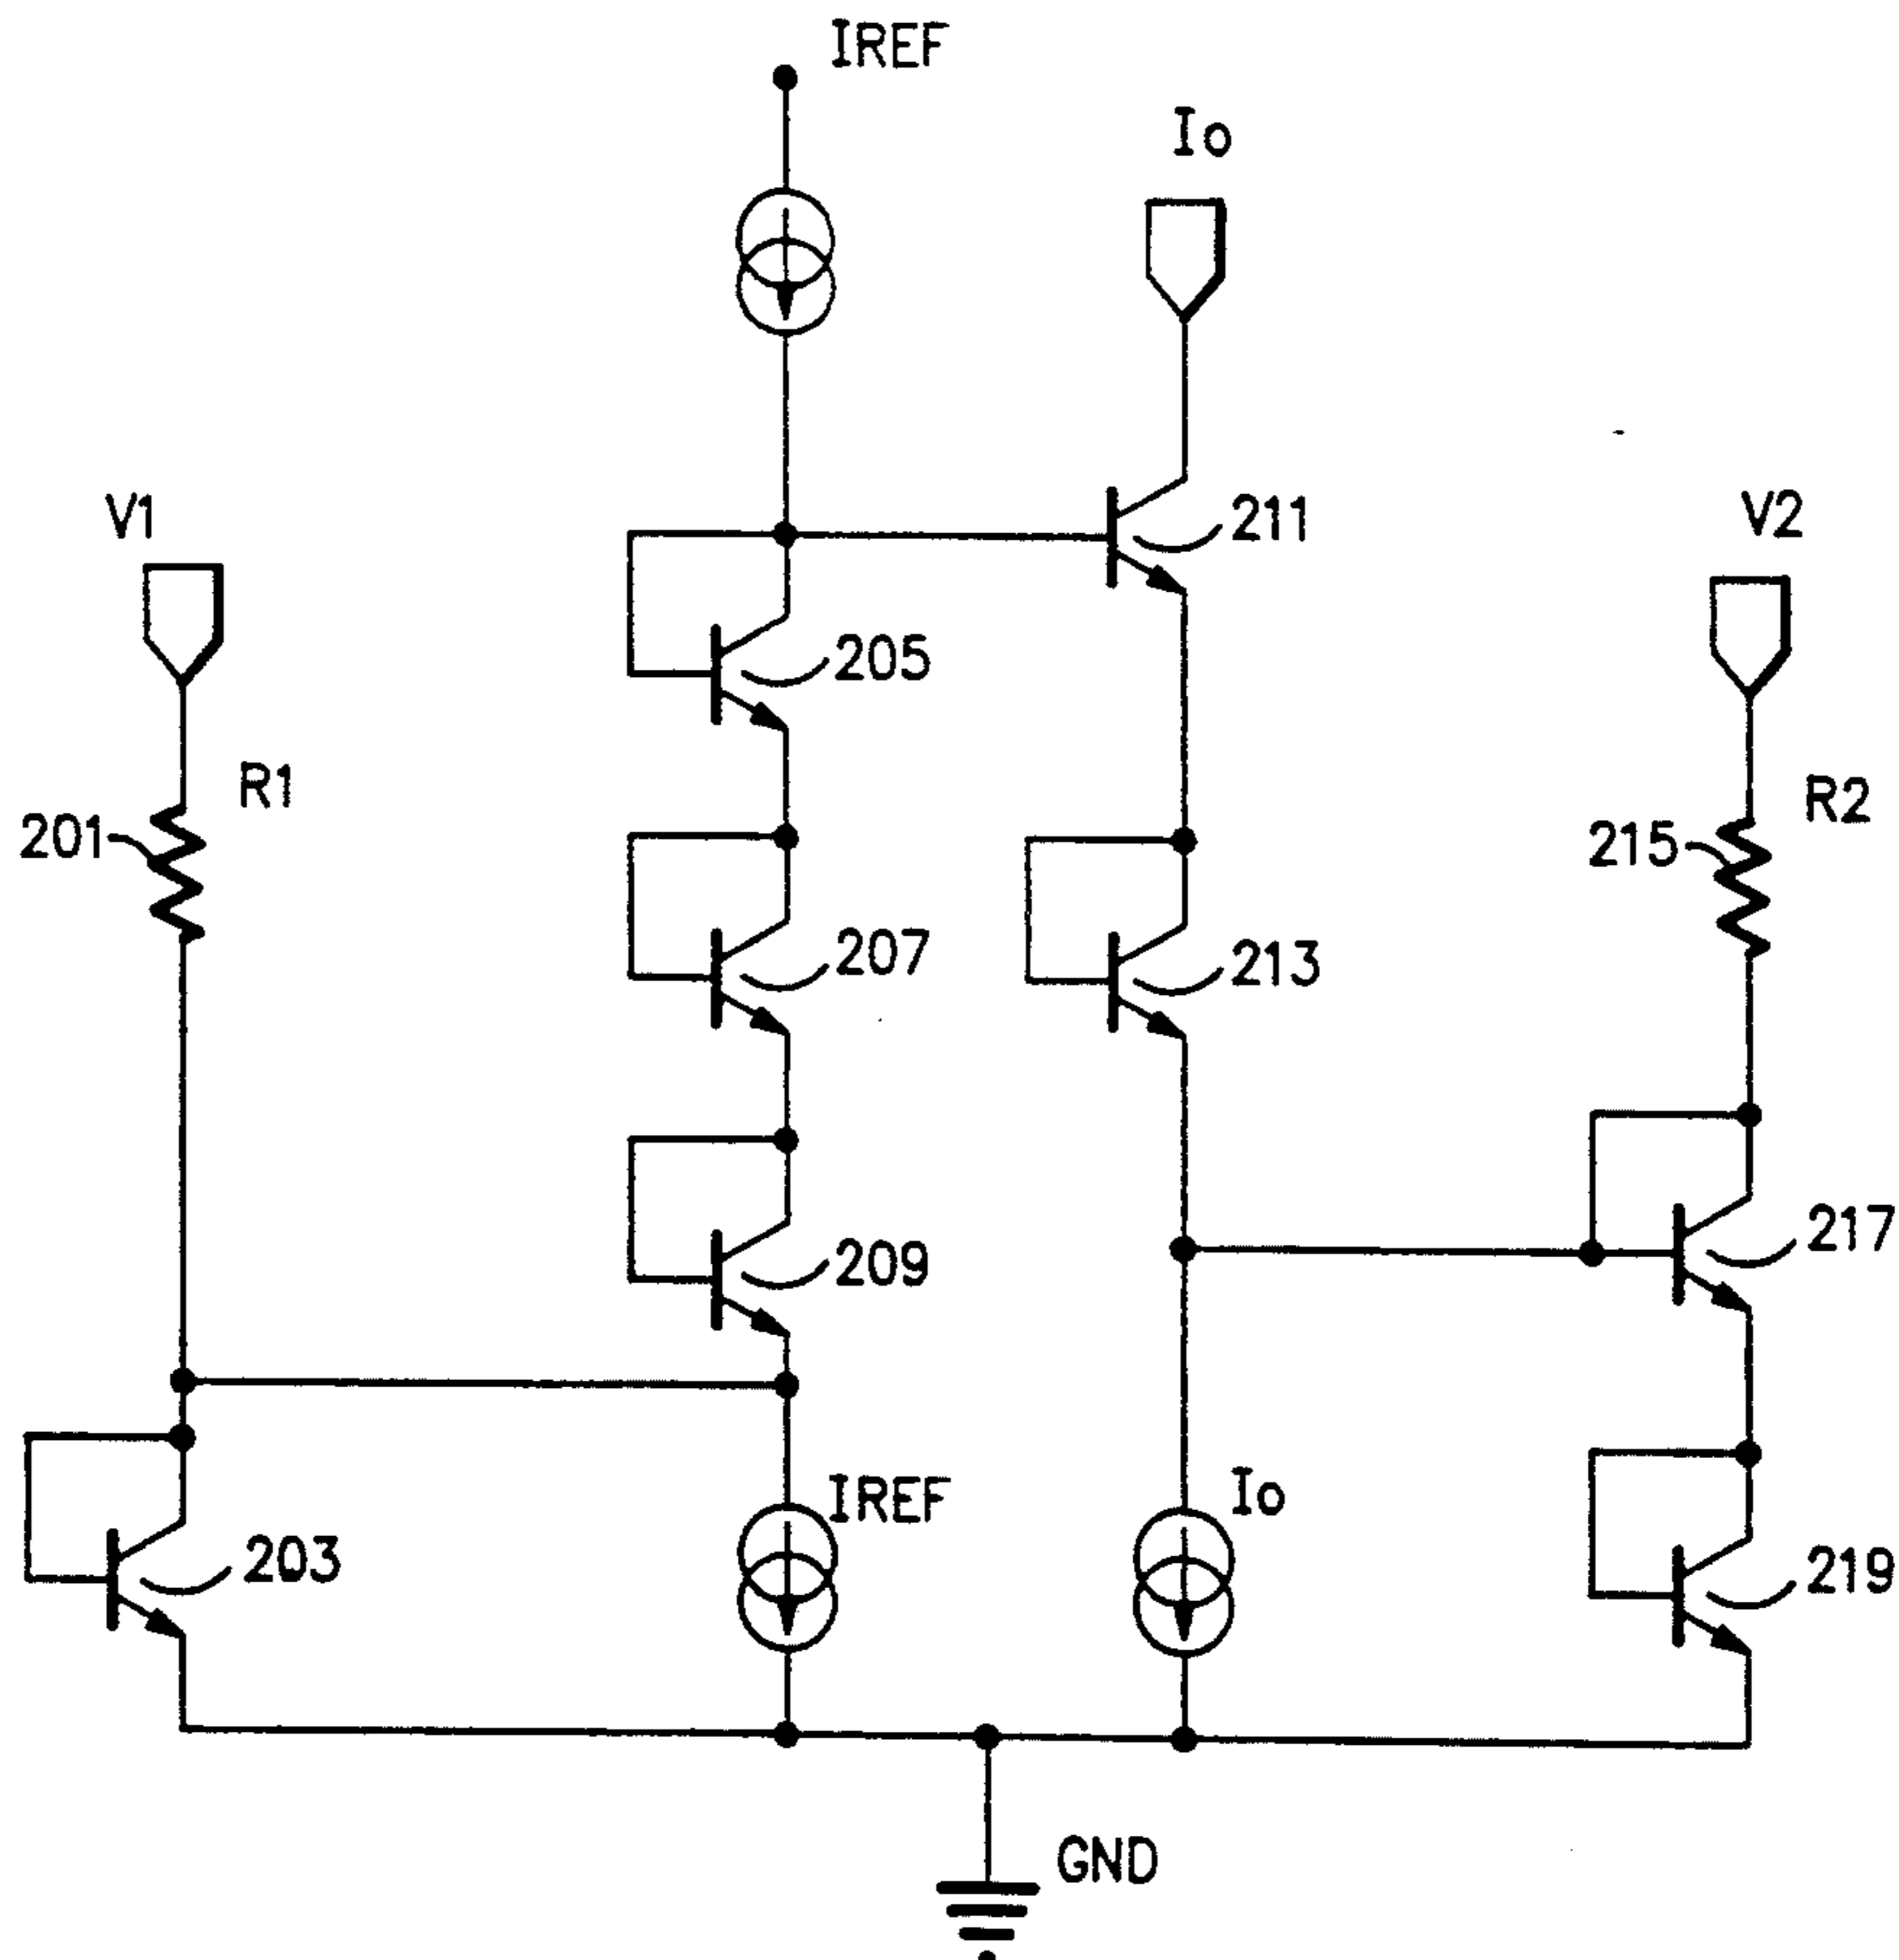 IREF
Io
V1
211
V2
205
R1
201
R2
215
207
213
217
209
IREF
Io
203
219
GND